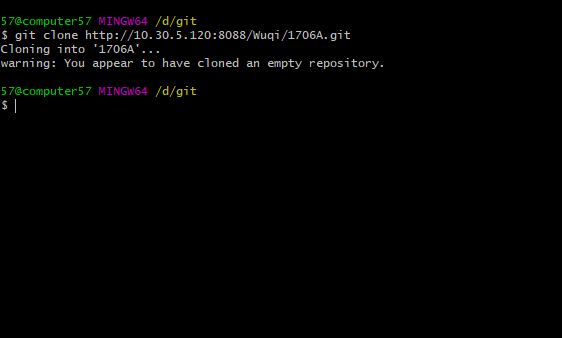 57@computer57 MINGW64 /d/git
$ git clone http://10.30.5.120:8088/Wuqi/1706A.git
Cloning into '1706A'...
warning: You appear to have cloned an empty repository.
57@computer57 MINGW64 /d/git
$